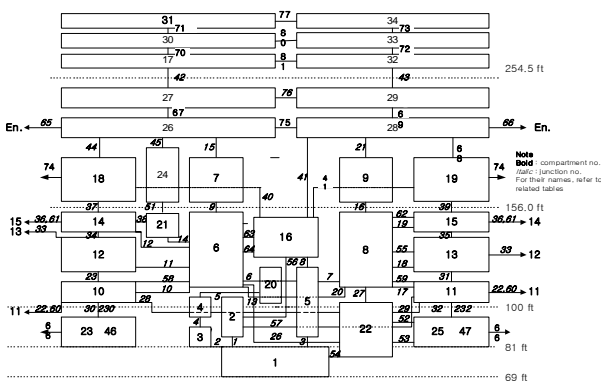 31 77 34
71 73
30 8 0 33
70 72
17 8 1 32
254.5 ft
42 43
27 76 29
67 6 9
En. 65 26 75 28 66 En.
44 45 15 41 21 6 8
Note
Bold : compartment no.
Italic : junction no.
For their names, refer to
related tables
74 18 24 7 4 1 9 19 74
40
37 51 9 16 39 156.0 ft
15 36,61 14 38 21 6 16 8 62 15 36,61 14
13 33 14 63 19
34 12 64 35
12 11 56 8 55 13 33 12
18
23 58 6 7 59 31
10 10 20 5 20 27 17 11 22,60 11
28 13 29 100 ft
11 22,60 4 5 2 57 52
30 230 32 232
6 6 23 46 4 26 22 25 47 6 6
3 2 1 3 53 81 ft
54
1
69 ft